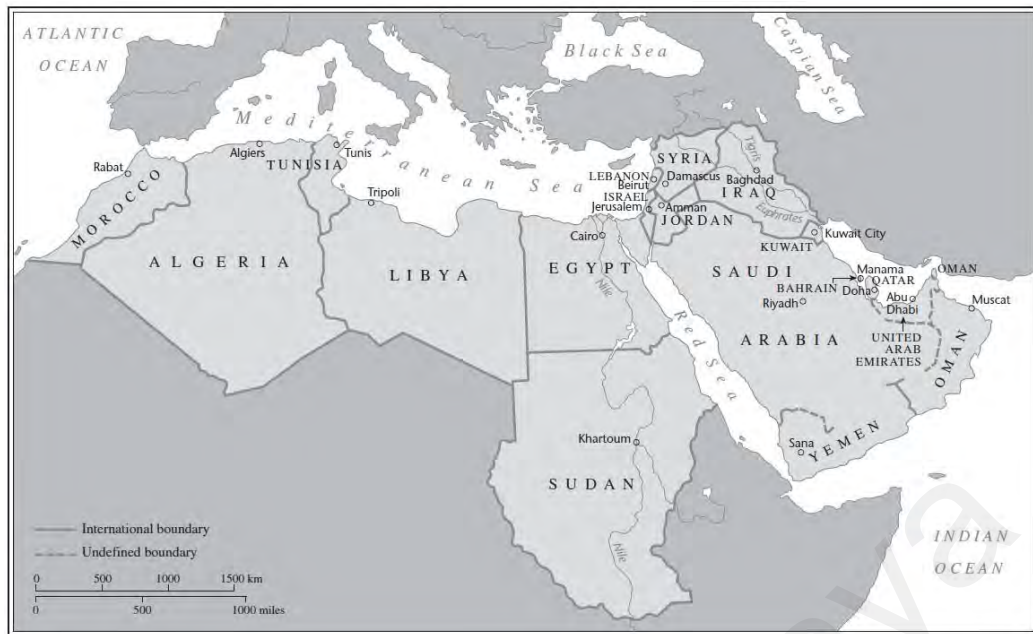 ATLANTIC
OCEAN
Black Sea
Caspian Sea
Mediterranean Sea
Rabat
Algiers
Tunis
TUNISIA
MOROCCO
Tripoli
SYRIA
LEBANON
Damascus
Beirut
ISRAEL
Jerusalem
Amman
JORDAN
Tigris
Baghdad
IRAQ
Euphrates
Cairo
KUWAIT
Kuwait City
ALGERIA
LIBYA
EGYPT
Nile
SAUDI
ARABIA
Riyadh
BAHRAIN
Manama
QATAR
Doha
OMAN
Abu
Dhabi
Muscat
UNITED
ARAB
EMIRATES
OMAN
Red Sea
Sana
YEMEN
Khartoum
SUDAN
Nile
INDIAN
OCEAN
International boundary
Undefined boundary
0 500 1000 1500 km
0 500 1000 miles